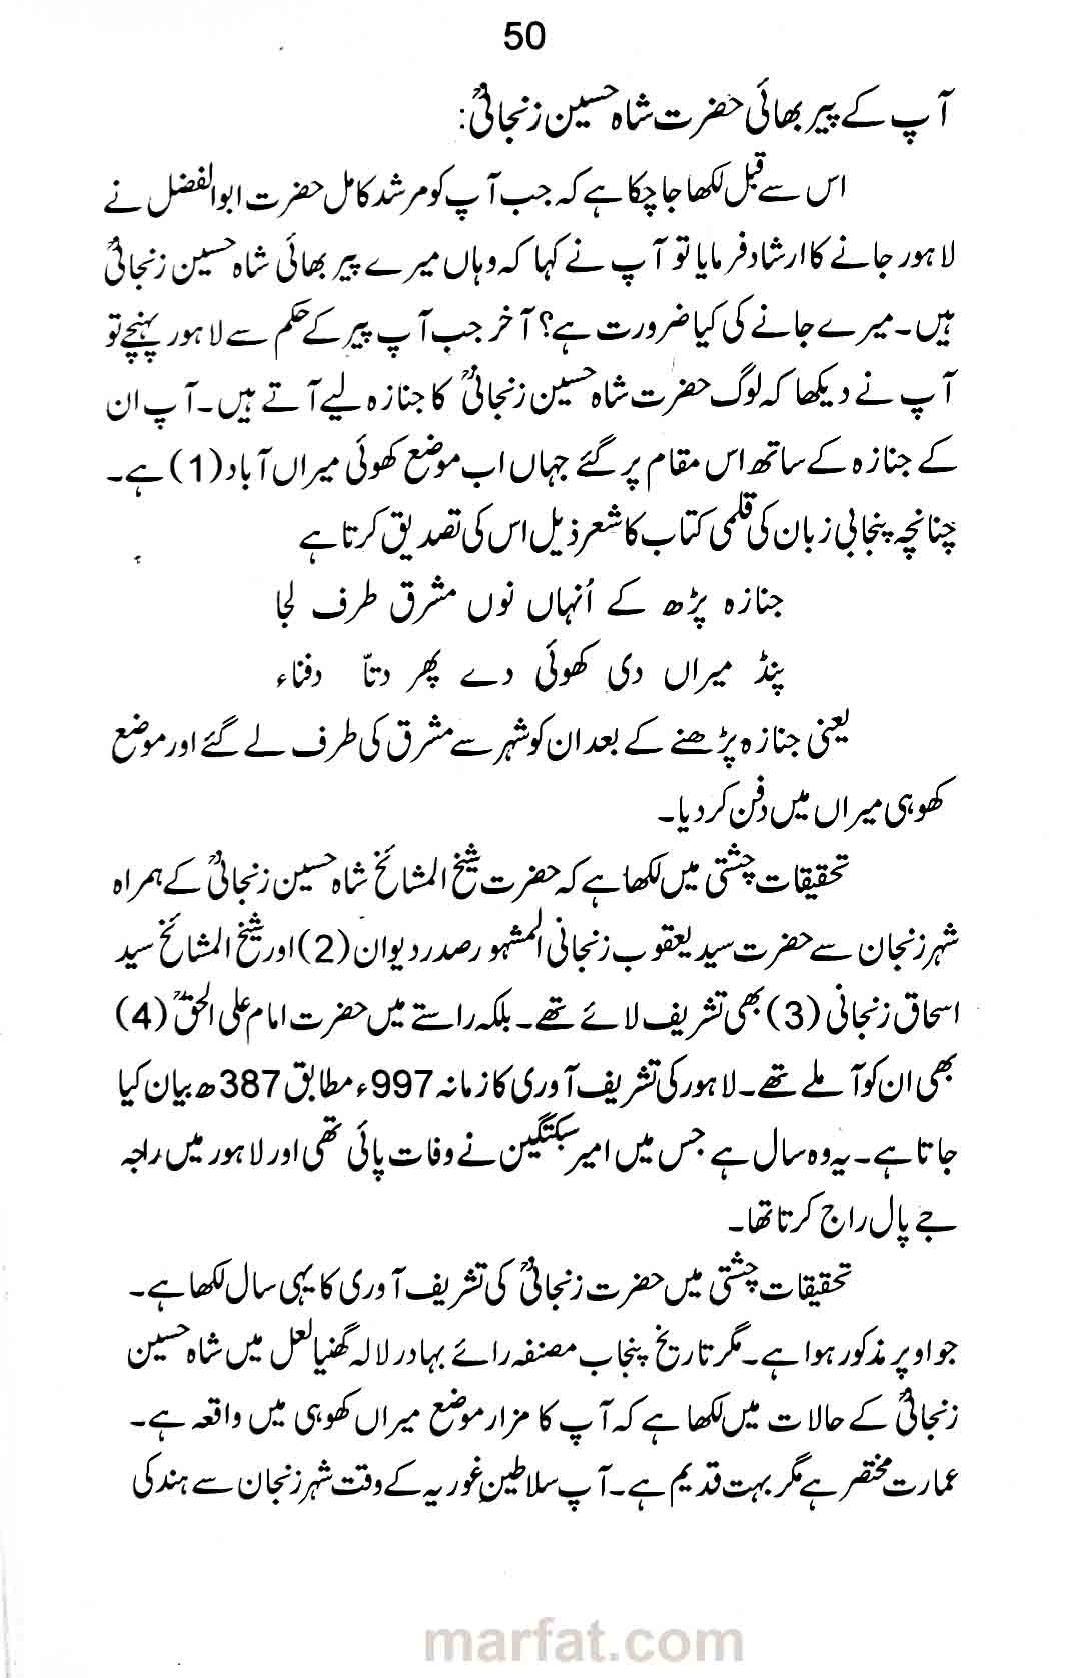 50
آپ کے پیر بھائی حضرت شاہ حسین زنجانیؒ:
اس سے قبل لکھا جا چکا ہے کہ جب آپ کو مرشد کامل حضرت ابوالفضل نے
لاہور جانے کا ارشاد فرمایا تو آپ نے کہا کہ وہاں میرے پیر بھائی شاہ حسین زنجانیؒ
ہیں۔ میرے جانے کی کیا ضرورت ہے؟ آخر جب آپ پیر کے حکم سے لاہور پہنچے تو
آپ نے دیکھا کہ لوگ حضرت شاہ حسین زنجانیؒ کا جنازہ لیے آتے ہیں۔ آپ ان
کے جنازہ کے ساتھ اس مقام پر گئے جہاں اب موضع کھوئی میراں آباد (1) ہے۔
چنانچہ پنجابی زبان کی قلمی کتاب کا شعر ذیل اس کی تصدیق کرتا ہے
جنازہ پڑھ کے اُنہاں نوں مشرق طرف لجا
پنڈ میراں دی کھوئی دے پھر دتاّ دفناء
یعنی جنازہ پڑھنے کے بعد ان کو شہر سے مشرق کی طرف لے گئے اور موضع
کھوہی میراں میں دفن کر دیا۔
تحقیقات چشتی میں لکھا ہے کہ حضرت شیخ المشائخ شاہ حسین زنجانیؒ کے ہمراہ
شہر زنجان سے حضرت سید یعقوب زنجانی المشہور صدر دیوان (2) اور شیخ المشائخ سید
اسحاق زنجانی (3) بھی تشریف لائے تھے۔ بلکہ راستے میں حضرت امام علی الحقؒ (4)
بھی ان کو آ ملے تھے۔ لاہور کی تشریف آوری کا زمانہ 997ء مطابق 387ھ بیان کیا
جاتا ہے۔ یہ وہ سال ہے جس میں امیر سبکتگین نے وفات پائی تھی اور لاہور میں راجہ
جے پال راج کرتا تھا۔
تحقیقات چشتی میں حضرت زنجانیؒ کی تشریف آوری کا یہی سال لکھا ہے۔
جو اوپر مذکور ہوا ہے۔ مگر تاریخ پنجاب مصنفہ رائے بہادر لالہ گھنیا لعل میں شاہ حسین
زنجانیؒ کے حالات میں لکھا ہے کہ آپ کا مزار موضع میراں کھوہی میں واقعہ ہے۔
عمارت مختصر ہے مگر بہت قدیم ہے۔ آپ سلاطینِ غوریہ کے وقت شہر زنجان سے ہند کی
marfat.com